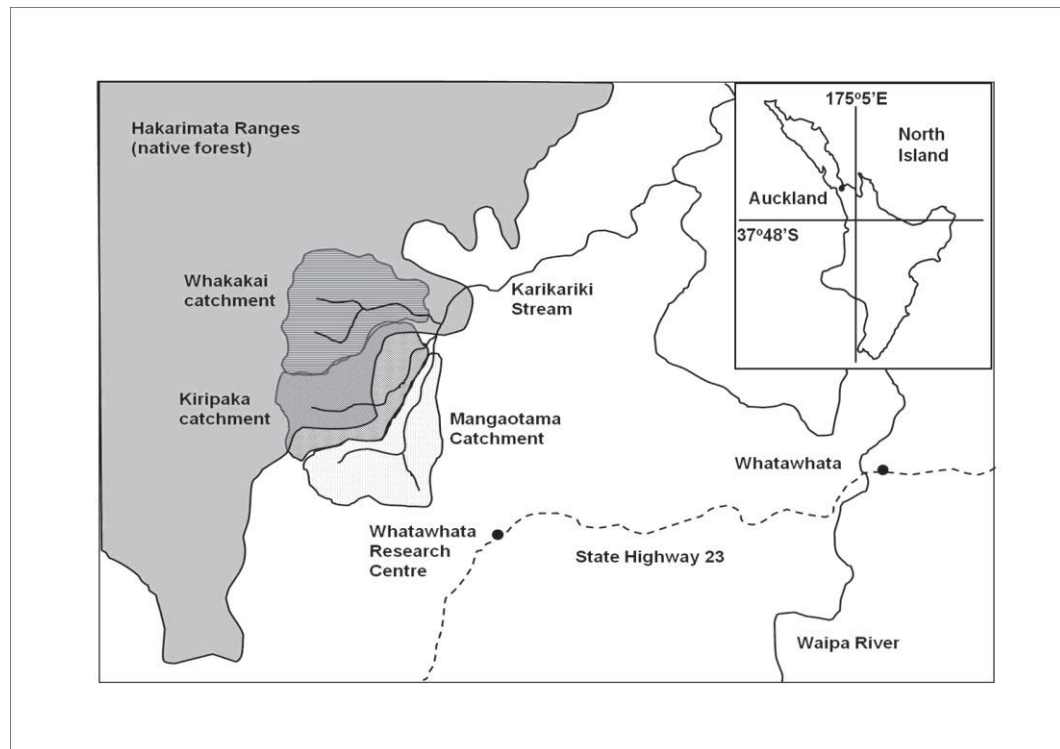 Hakarimata Ranges
(native forest)
175º5'E
North
Island
Auckland
37º48'S
Whakakai
catchment
Karikariki
Stream
Kiripaka
catchment
Mangaotama
Catchment
Whatawhata
Whatawhata
Research
Centre
State Highway 23
Waipa River